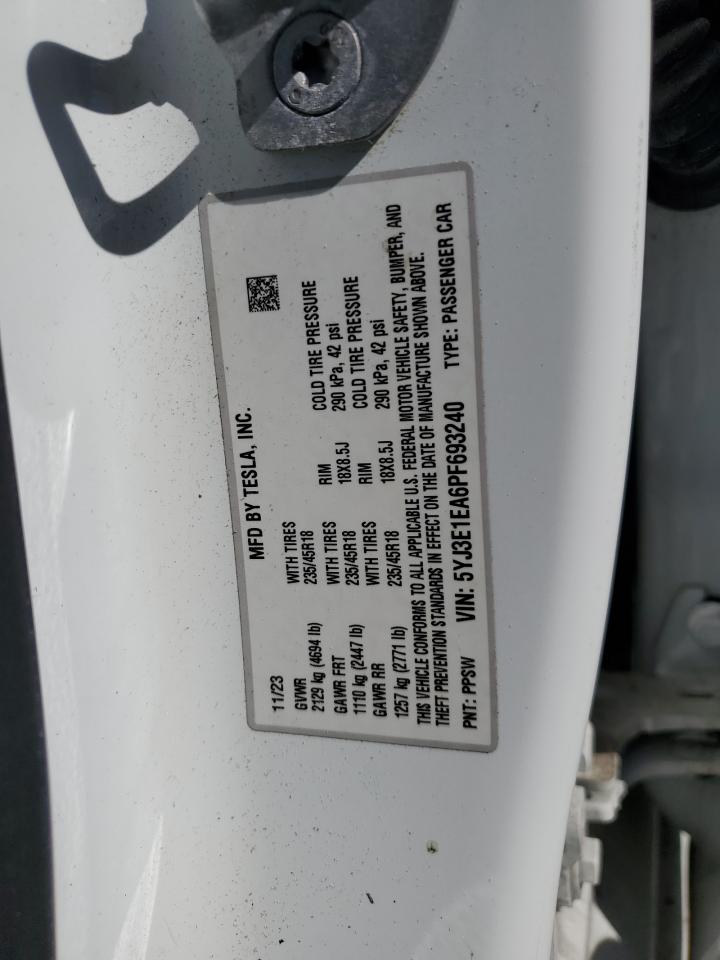 MFD BY TESLA, INC.
11/23
GVWR WITH TIRES RIM COLD TIRE PRESSURE
2129 kg (4694 lb) 235/45R18 18X8.5J 290 kPa, 42 psi
GAWR FRT WITH TIRES RIM COLD TIRE PRESSURE
1110 kg (2447 lb) 235/45R18 18X8.5J 290 kPa, 42 psi
GAWR RR WITH TIRES
1257 kg (2771 lb) 235/45R18
THIS VEHICLE CONFORMS TO ALL APPLICABLE U.S. FEDERAL MOTOR VEHICLE SAFETY, BUMPER, AND
THEFT PREVENTION STANDARDS IN EFFECT ON THE DATE OF MANUFACTURE SHOWN ABOVE.
PNT: PPSW VIN: 5YJ3E1EA6PF693240 TYPE: PASSENGER CAR